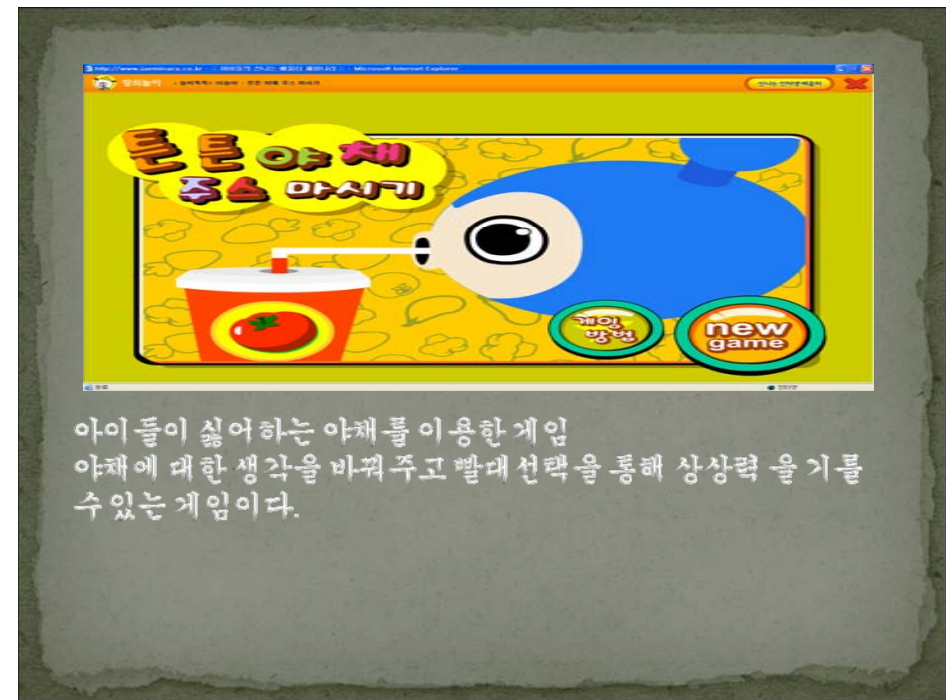 Microsoft Internet Explorer
튼튼야채
주스 마시기
게임
방법
new
game
아이들이 싫어하는 야채를 이용한 게임
야채에 대한 생각을 바꿔주고 빨대선택을 통해 상상력 을 기를
수 있는 게임이다.